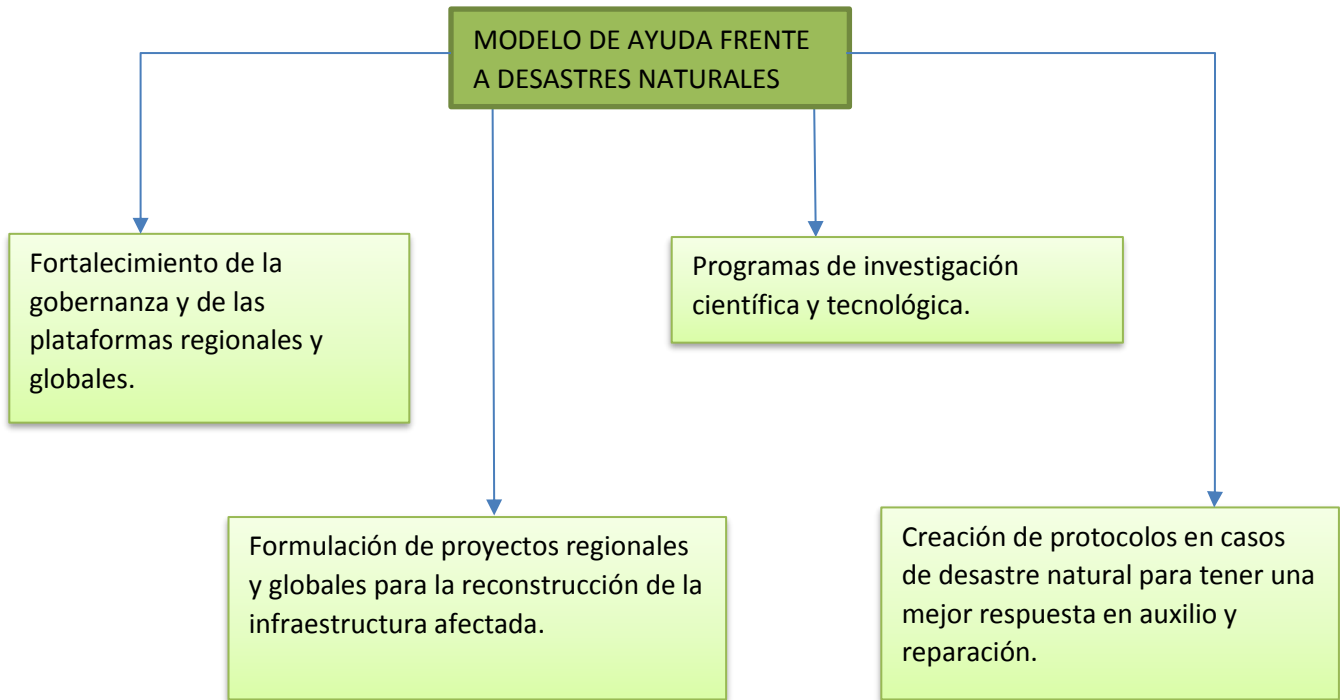 MODELO DE AYUDA FRENTE
A DESASTRES NATURALES
Fortalecimiento de la
gobernanza y de las
plataformas regionales y
globales.
Programas de investigación
científica y tecnológica.
Formulación de proyectos regionales
y globales para la reconstrucción de la
infraestructura afectada.
Creación de protocolos en casos
de desastre natural para tener una
mejor respuesta en auxilio y
reparación.